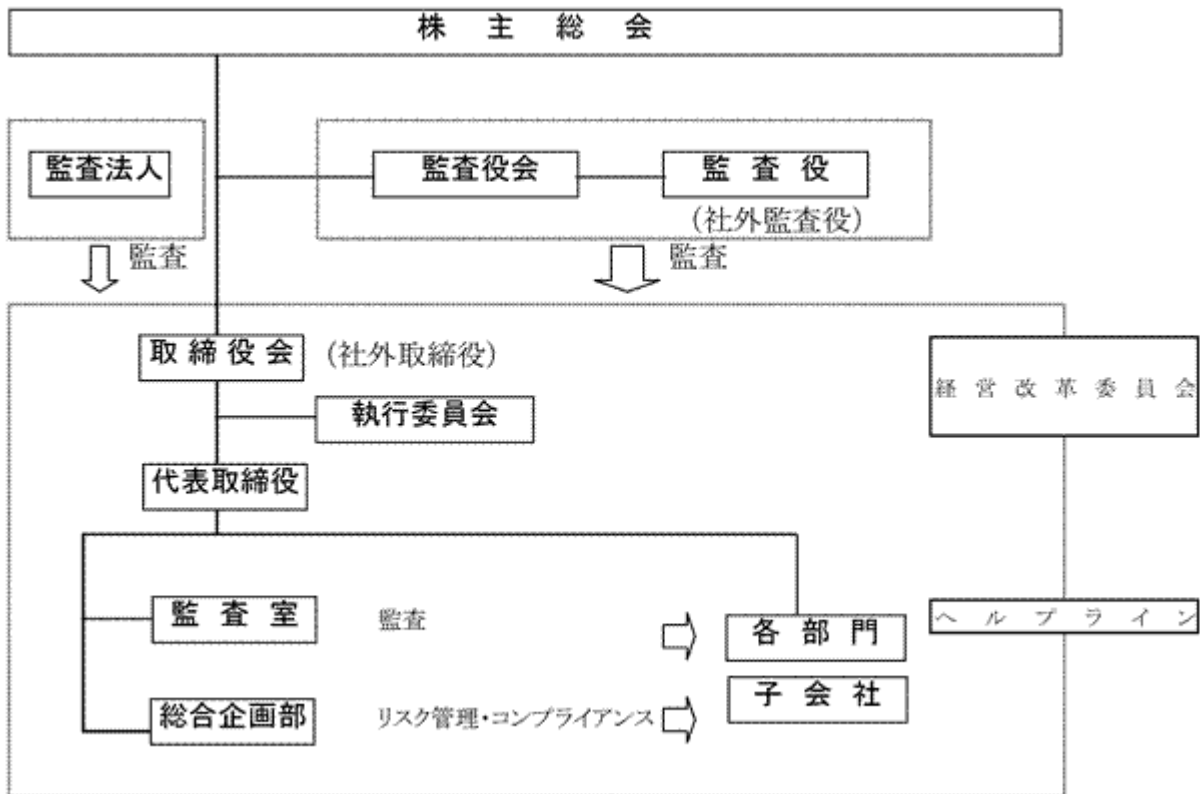 株主総会
監査法人
監査役会
監査役
(社外監査役)
監査
監査
取締役会
(社外取締役)
経営改革委員会
執行委員会
代表取締役
監査室
監査
各部門
ヘルプライン
子会社
総合企画部
リスク管理・コンプライアンス